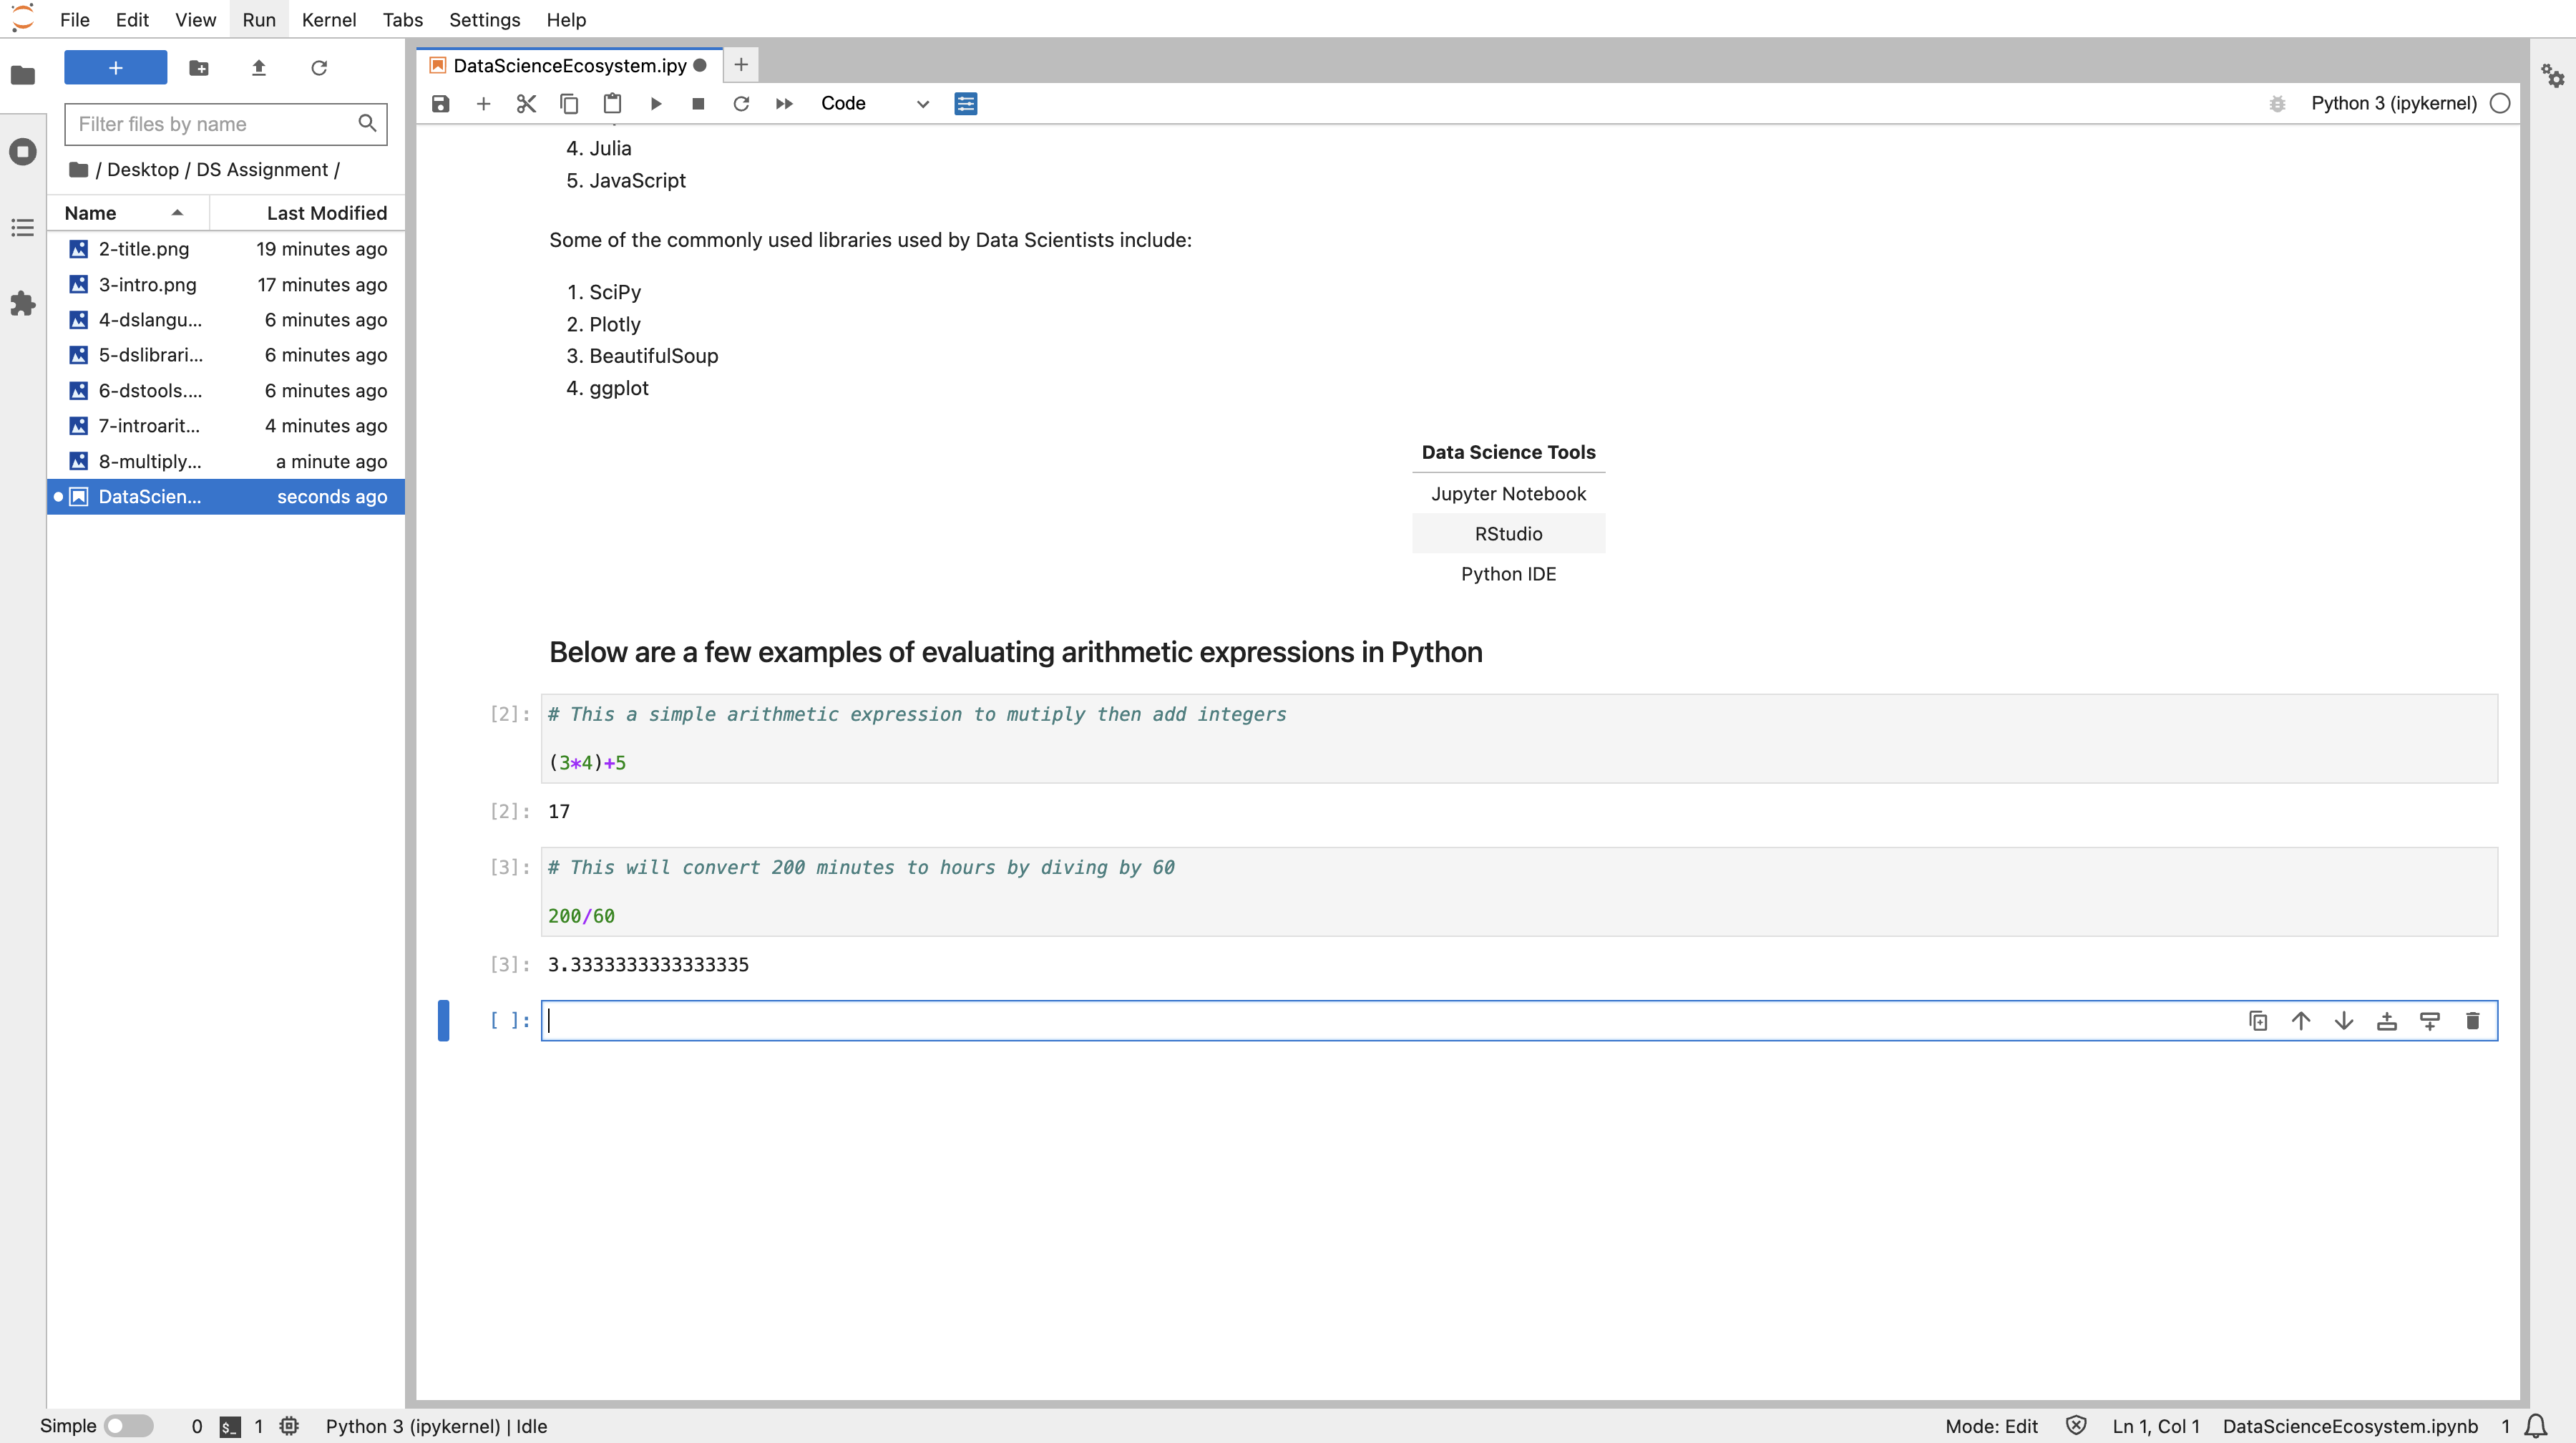 File Edit View Run Kernel Tabs Settings Help
+
Filter files by name
/ Desktop / DS Assignment /
Name Last Modified
2-title.png 19 minutes ago
3-intro.png 17 minutes ago
4-dslangu... 6 minutes ago
5-dslibrari... 6 minutes ago
6-dstools.... 6 minutes ago
7-introarit... 4 minutes ago
8-multiply... a minute ago
DataScien... seconds ago
DataScienceEcosystem.ipy
Code
Python 3 (ipykernel)
4. Julia
5. JavaScript
Some of the commonly used libraries used by Data Scientists include:
1. SciPy
2. Plotly
3. BeautifulSoup
4. ggplot
Data Science Tools
Jupyter Notebook
RStudio
Python IDE
Below are a few examples of evaluating arithmetic expressions in Python
[2]: # This a simple arithmetic expression to mutiply then add integers
(3*4)+5
[2]: 17
[3]: # This will convert 200 minutes to hours by diving by 60
200/60
[3]: 3.3333333333333335
[ ]:
Simple 0 $_ 1 Python 3 (ipykernel) | Idle
Mode: Edit Ln 1, Col 1 DataScienceEcosystem.ipynb 1